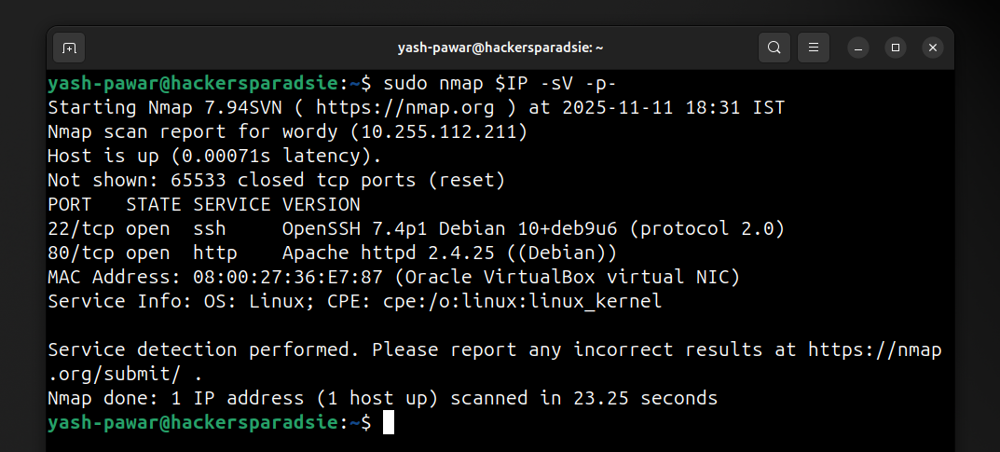 yash-pawar@hackersparadsie: ~
yash-pawar@hackersparadsie:~$ sudo nmap $IP -sV -p-
Starting Nmap 7.94SVN ( https://nmap.org ) at 2025-11-11 18:31 IST
Nmap scan report for wordy (10.255.112.211)
Host is up (0.00071s latency).
Not shown: 65533 closed tcp ports (reset)
PORT   STATE SERVICE VERSION
22/tcp open  ssh     OpenSSH 7.4p1 Debian 10+deb9u6 (protocol 2.0)
80/tcp open  http    Apache httpd 2.4.25 ((Debian))
MAC Address: 08:00:27:36:E7:87 (Oracle VirtualBox virtual NIC)
Service Info: OS: Linux; CPE: cpe:/o:linux:linux_kernel
Service detection performed. Please report any incorrect results at https://nmap
.org/submit/ .
Nmap done: 1 IP address (1 host up) scanned in 23.25 seconds
yash-pawar@hackersparadsie:~$